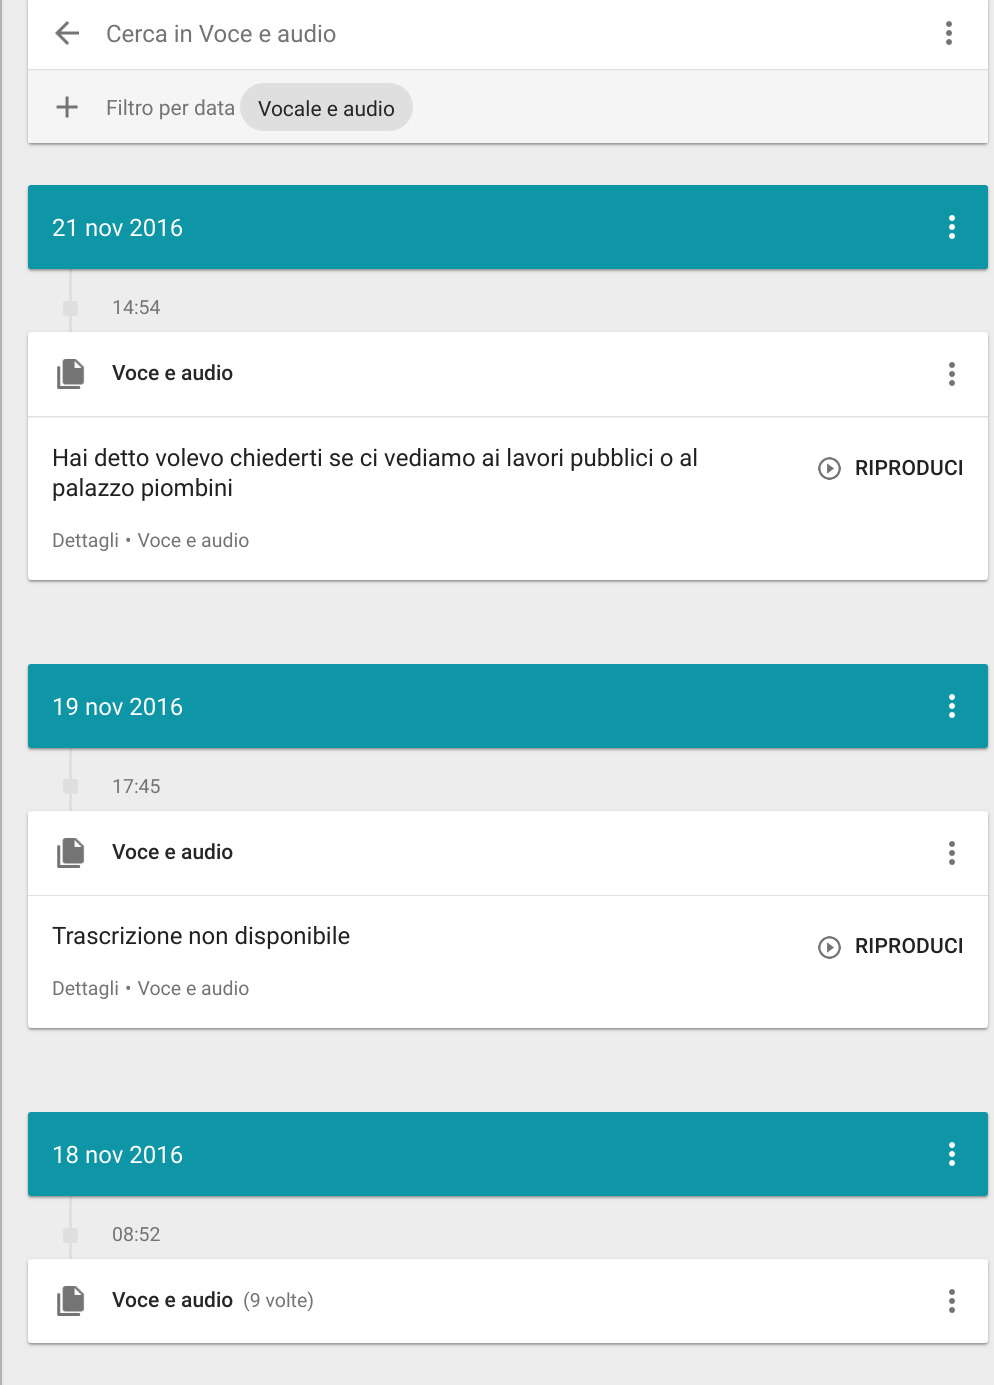 Cerca in Voce e audio
Filtro per data Vocale e audio
21 nov 2016
14:54
Voce e audio
Hai detto volevo chiederti se ci vediamo ai lavori pubblici o al
palazzo piombini
RIPRODUCI
Dettagli • Voce e audio
19 nov 2016
17:45
Voce e audio
Trascrizione non disponibile
RIPRODUCI
Dettagli • Voce e audio
18 nov 2016
08:52
Voce e audio (9 volte)